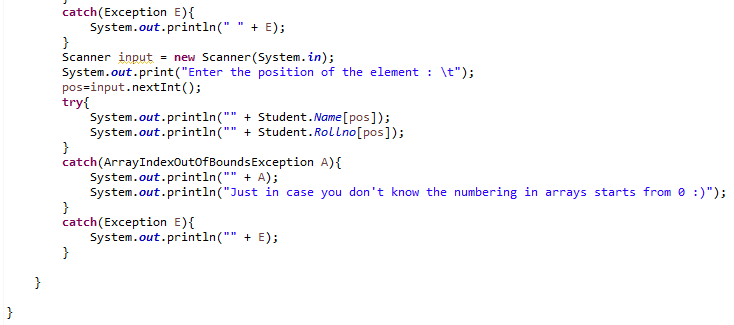 }
catch(Exception E){
System.out.println(" " + E);
}
Scanner input = new Scanner(System.in);
System.out.print("Enter the position of the element : \t");
pos=input.nextInt();
try{
System.out.println("" + Student.Name[pos]);
System.out.println("" + Student.Rollno[pos]);
}
catch(ArrayIndexOutOfBoundsException A){
System.out.println("" + A);
System.out.println("Just in case you don't know the numbering in arrays starts from 0 :)");
}
catch(Exception E){
System.out.println("" + E);
}
}
}